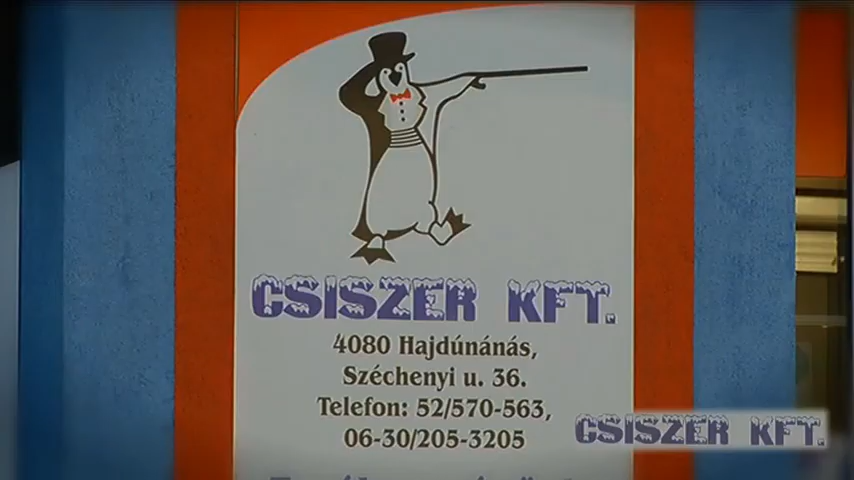 CSISZER KFT.
4080 Hajdúnánás,
Széchenyi u. 36.
Telefon: 52/570-563,
06-30/205-3205
CSISZER KFT.